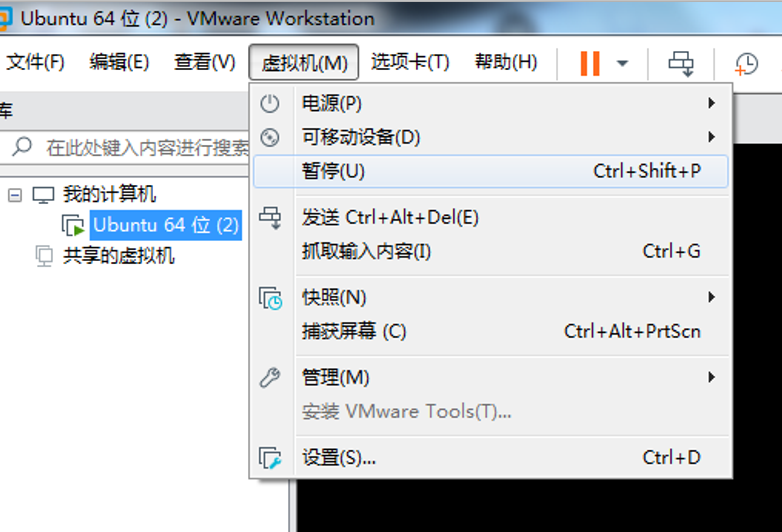 Ubuntu 64 位 (2) - VMware Workstation
文件(F) 编辑(E) 查看(V) 虚拟机(M) 选项卡(T) 帮助(H)
库
在此处键入内容进行搜索
我的计算机
Ubuntu 64 位 (2)
共享的虚拟机
电源(P)
可移动设备(D)
暂停(U) Ctrl+Shift+P
发送 Ctrl+Alt+Del(E)
抓取输入内容(I) Ctrl+G
快照(N)
捕获屏幕 (C) Ctrl+Alt+PrtScn
管理(M)
安装 VMware Tools(T)...
设置(S)... Ctrl+D